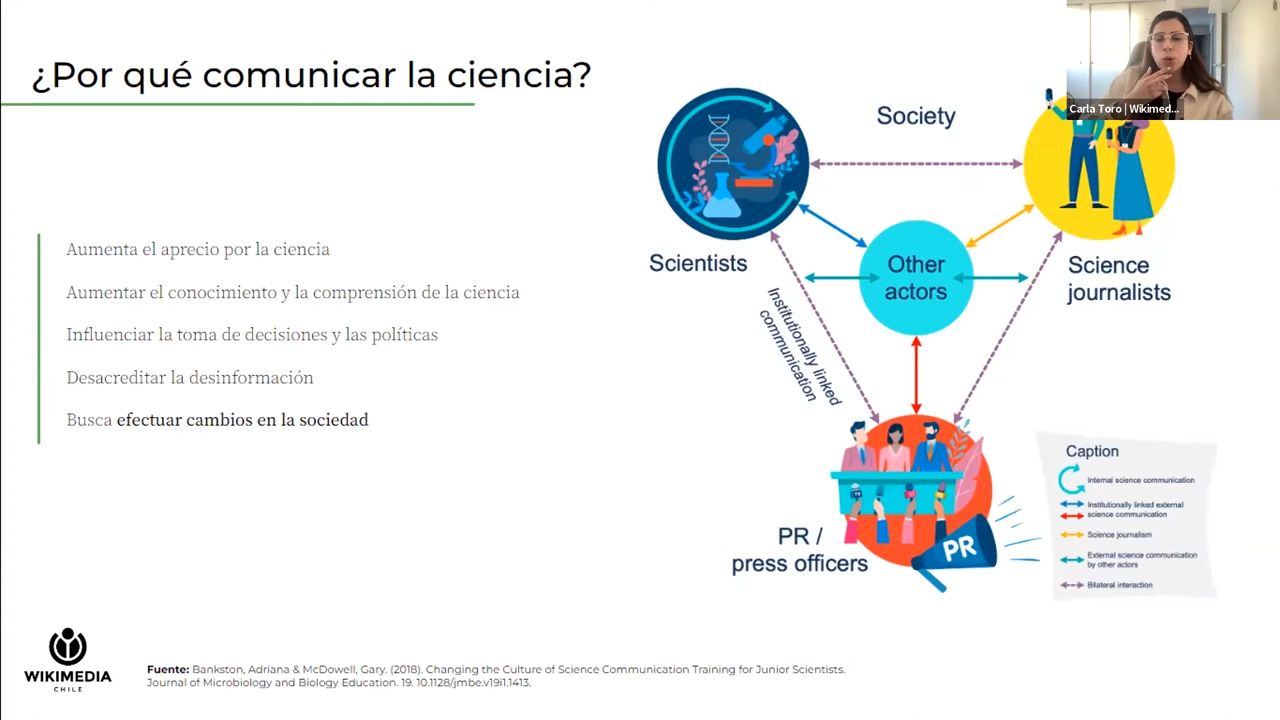 ¿Por qué comunicar la ciencia?
Aumenta el aprecio por la ciencia
Aumentar el conocimiento y la comprensión de la ciencia
Influenciar la toma de decisiones y las políticas
Desacreditar la desinformación
Busca efectuar cambios en la sociedad
Carla Toro | Wikimed...
Society
Scientists
Other
actors
Science
journalists
Institutionally linked
communication
PR /
press officers
PR
Caption
Internal science communication
Institutionally linked external
science communication
Science journalism
External science communication
by other actors
Bilateral interaction
WIKIMEDIA
CHILE
Fuente: Bankston, Adriana & McDowell, Gary. (2018). Changing the Culture of Science Communication Training for Junior Scientists.
Journal of Microbiology and Biology Education. 19. 10.1128/jmbe.v19i1.1413.